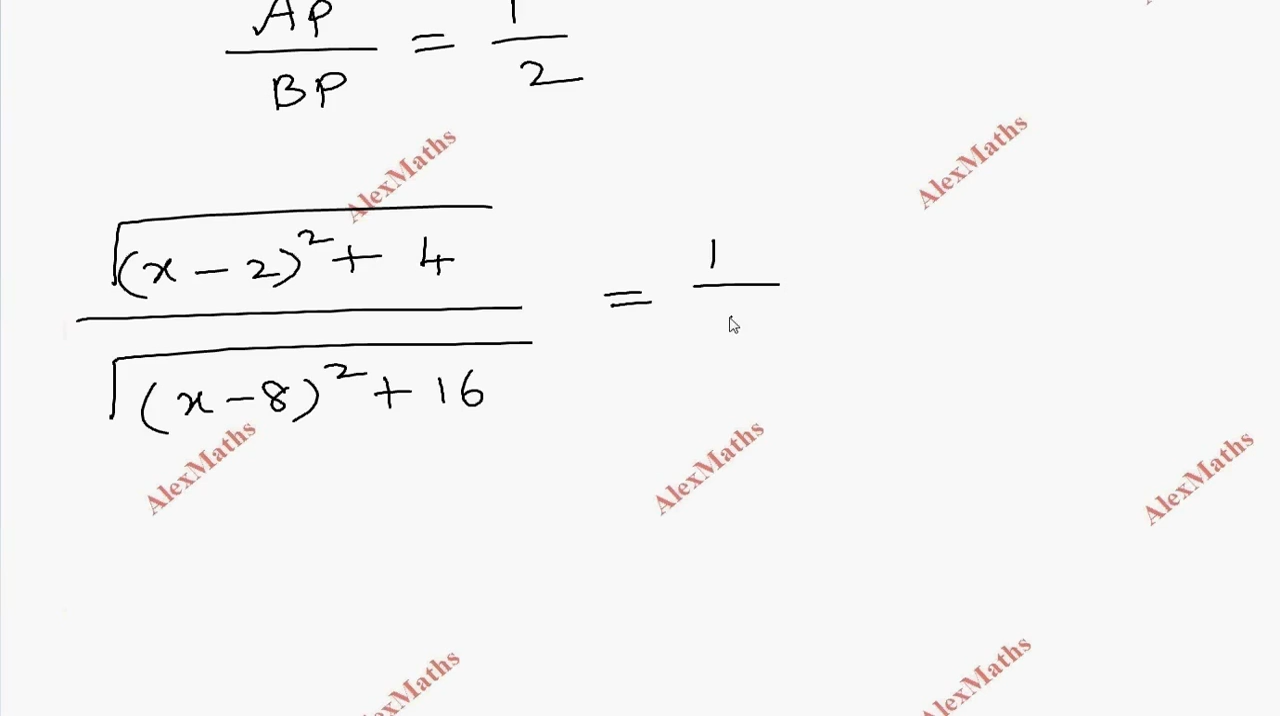 AP/BP = 1/2
AlexMaths
AlexMaths
√((x - 2)² + 4) / √((x - 8)² + 16) = 1/
AlexMaths
AlexMaths
AlexMaths
AlexMaths
AlexMaths